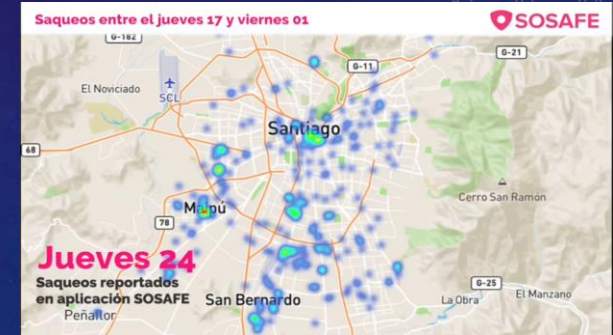 Saqueos entre el jueves 17 y viernes 01
SOSAFE
G-182
G-21
G-11
El Noviciado
SCL
Santiago
68
Cerro San Ramón
Maipú
78
Jueves 24
Saqueos reportados
en aplicación SOSAFE
Peñaflor
San Bernardo
G-25
La Obra
El Manzano